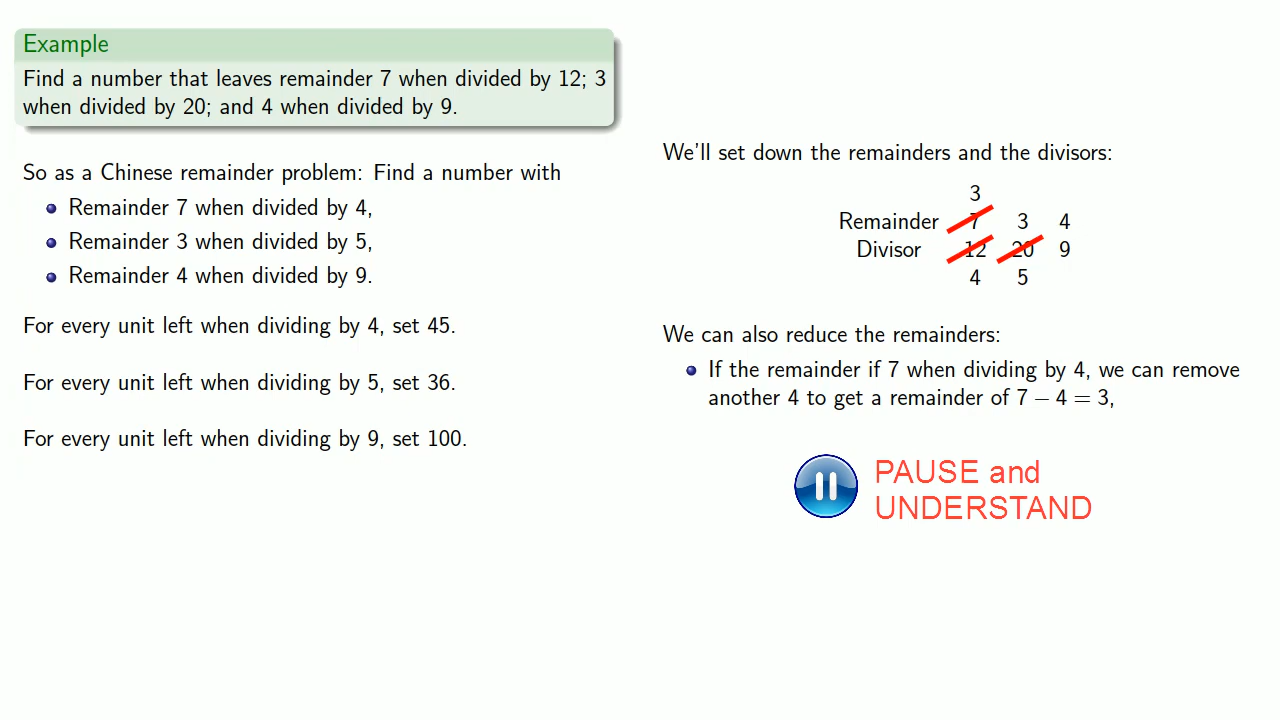 Example
Find a number that leaves remainder 7 when divided by 12; 3
when divided by 20; and 4 when divided by 9.
So as a Chinese remainder problem: Find a number with
Remainder 7 when divided by 4,
Remainder 3 when divided by 5,
Remainder 4 when divided by 9.
For every unit left when dividing by 4, set 45.
For every unit left when dividing by 5, set 36.
For every unit left when dividing by 9, set 100.
We'll set down the remainders and the divisors:
3
Remainder 7 3 4
Divisor 12 20 9
4 5
We can also reduce the remainders:
If the remainder if 7 when dividing by 4, we can remove
another 4 to get a remainder of 7 − 4 = 3,
PAUSE and
UNDERSTAND